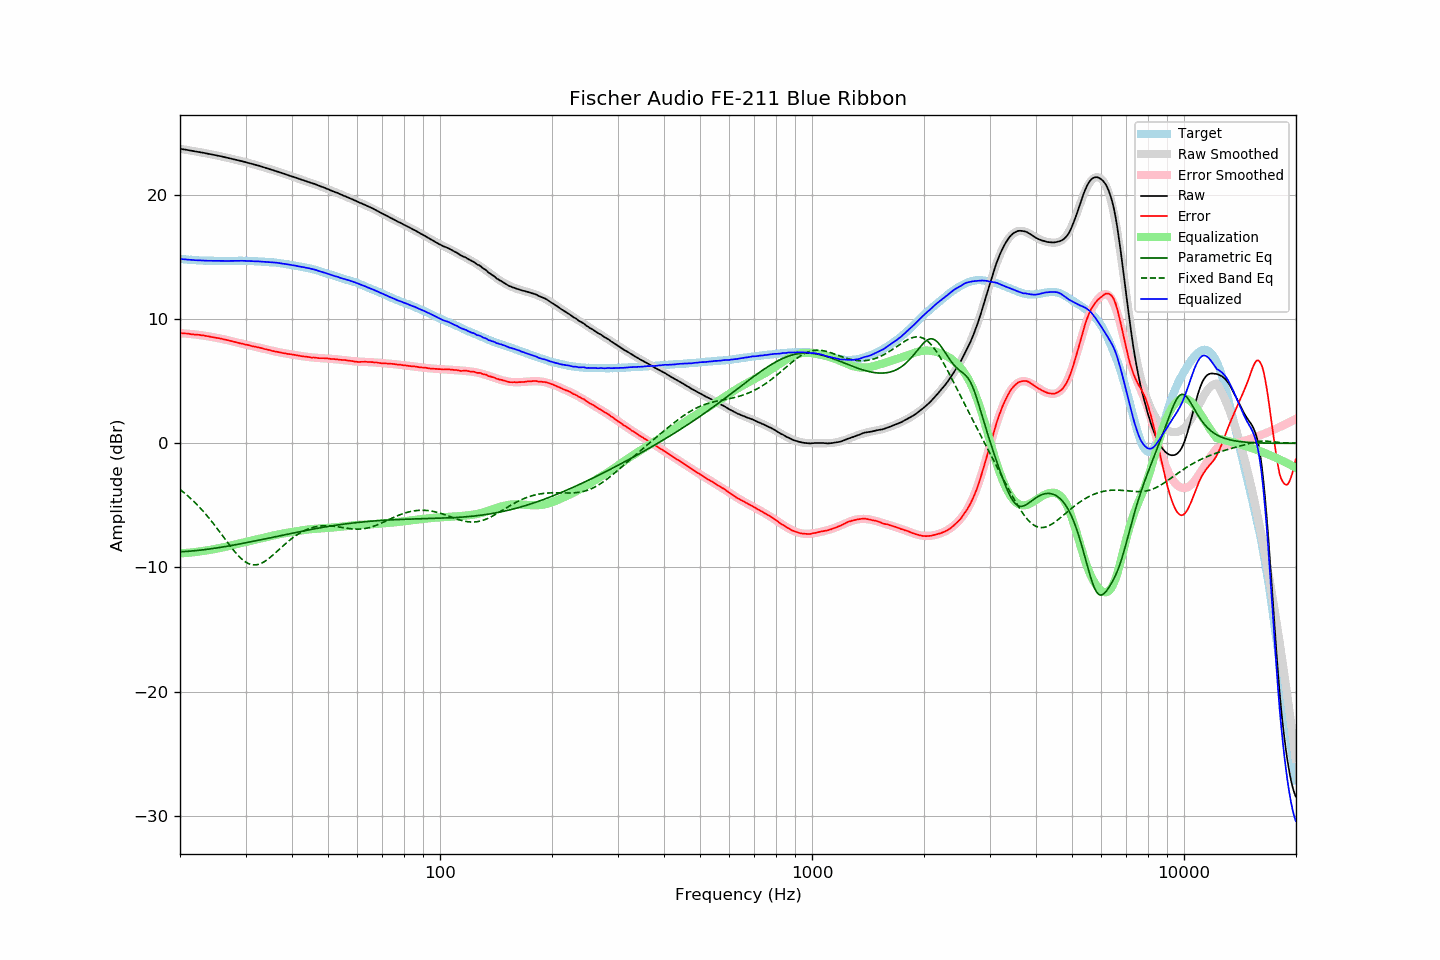 Fischer Audio FE-211 Blue Ribbon
Target
Raw Smoothed
Error Smoothed
Raw
Error
Equalization
Parametric Eq
Fixed Band Eq
Equalized
Amplitude (dBr)
20
10
0
−10
−20
−30
100
1000
10000
Frequency (Hz)